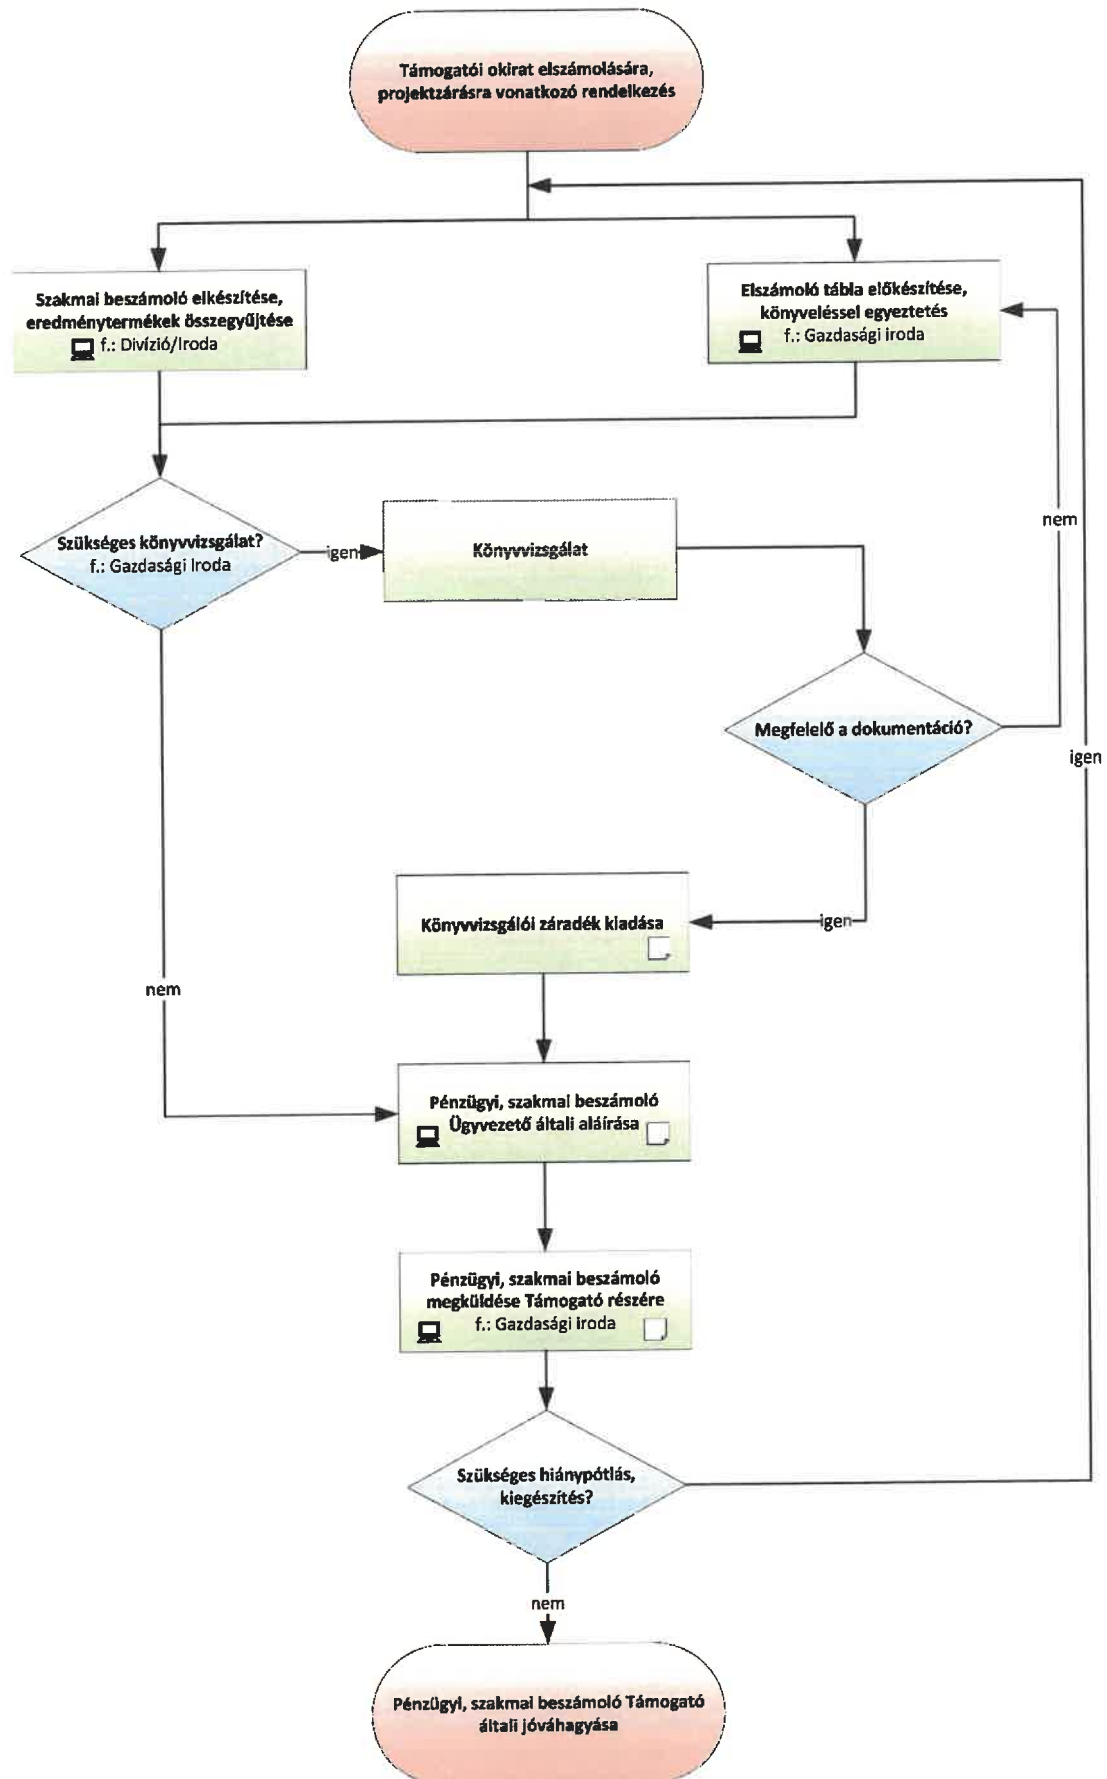 Támogatói okirat elszámolására,
projektzárásra vonatkozó rendelkezés
Szakmai beszámoló elkészítése,
eredménytermékek összegyűjtése
f.: Divízió/Iroda
Elszámoló tábla előkészítése,
könyveléssel egyeztetés
f.: Gazdasági iroda
Szükséges könyvvizsgálat?
f.: Gazdasági Iroda
igen
Könyvvizsgálat
nem
Megfelelő a dokumentáció?
igen
Könyvvizsgálói záradék kiadása
igen
nem
Pénzügyi, szakmai beszámoló
Ügyvezető általi aláírása
Pénzügyi, szakmai beszámoló
megküldése Támogató részére
f.: Gazdasági iroda
Szükséges hiánypótlás,
kiegészítés?
nem
Pénzügyi, szakmai beszámoló Támogató
általi jóváhagyása